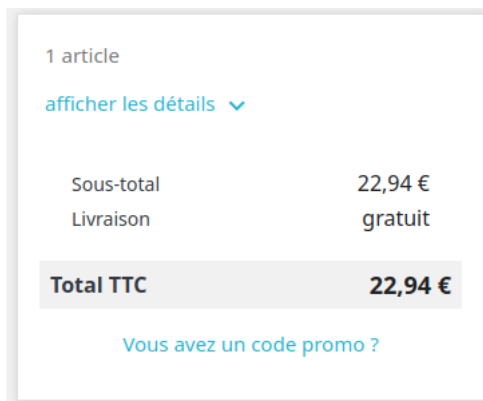 1 article
afficher les détails
Sous-total 22,94 €
Livraison gratuit
Total TTC 22,94 €
Vous avez un code promo ?